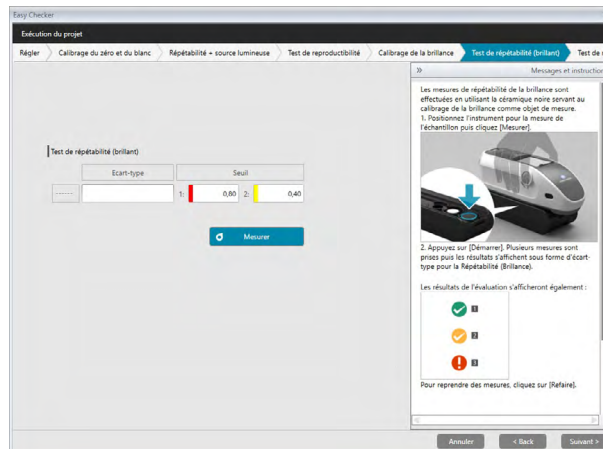 Easy Checker
Exécution du projet
Régler
Calibrage du zéro et du blanc
Répétabilité + source lumineuse
Test de reproductibilité
Calibrage de la brillance
Test de répétabilité (brillant)
Test de
Messages et instruction
Les mesures de répétabilité de la brillance sont
effectuées en utilisant la céramique noire servant au
calibrage de la brillance comme objet de mesure.
1. Positionnez l'instrument pour la mesure de
l'échantillon puis cliquez [Mesurer].
2. Appuyez sur [Démarrer]. Plusieurs mesures sont
prises puis les résultats s'affichent sous forme d'écart-
type pour la Répétabilité (Brillance).
Les résultats de l'évaluation s'afficheront également :
1
2
3
Pour reprendre des mesures, cliquez sur [Refaire].
Test de répétabilité (brillant)
Ecart-type
Seuil
------
1:
0,80
2:
0,40
Mesurer
Annuler
< Back
Suivant >